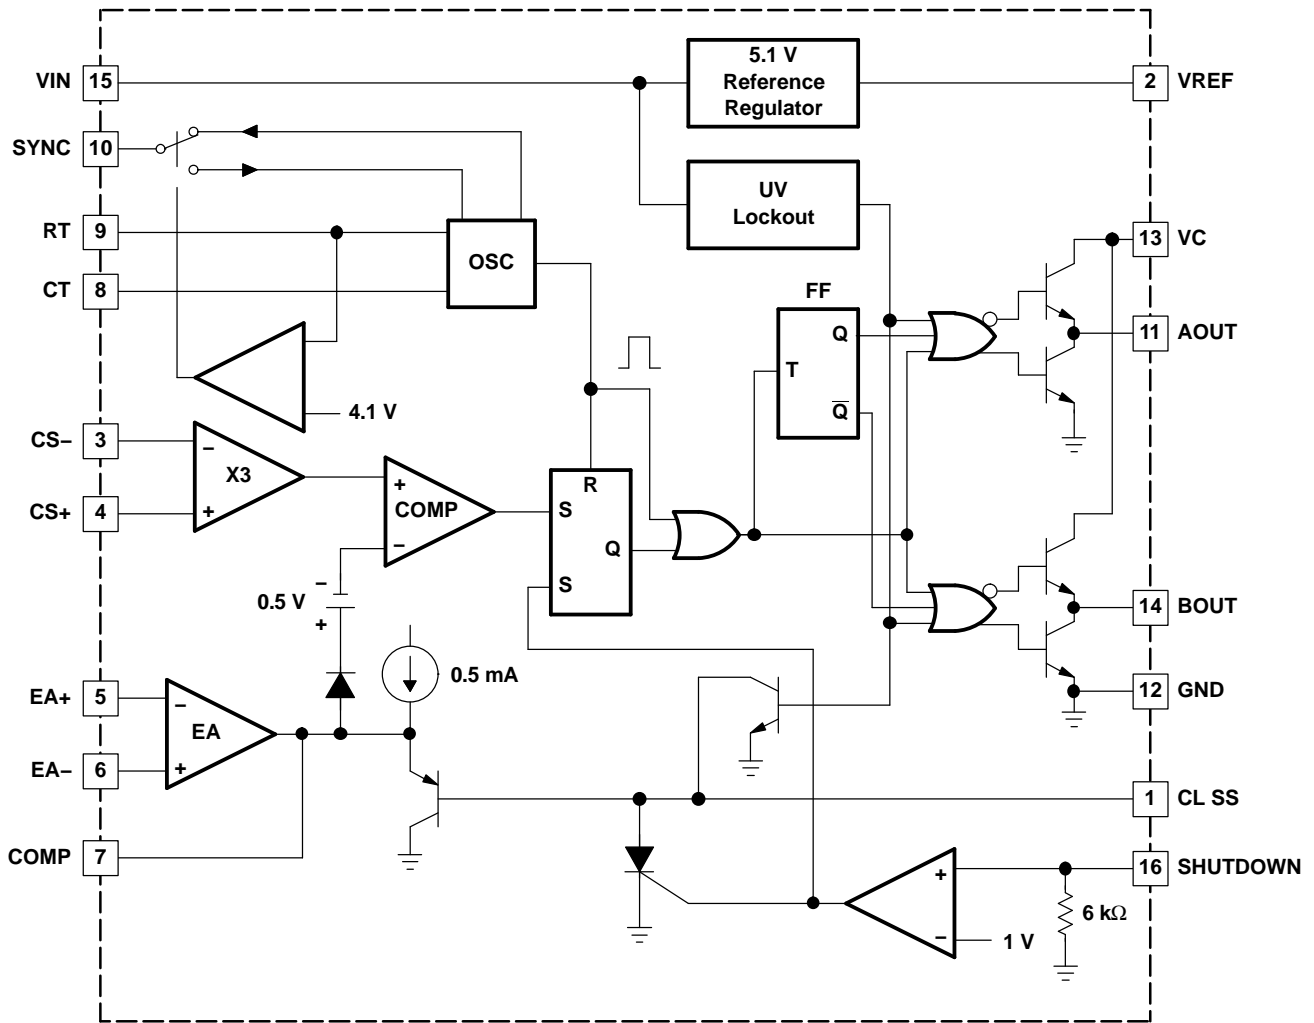 5.1 V
Reference
Regulator
VIN 15
2 VREF
SYNC 10
UV
Lockout
RT 9
OSC
13 VC
CT 8
FF
Q
11 AOUT
T
4.1 V
Q
CS– 3
–
X3
+
CS+ 4
+
COMP
–
R
S
Q
S
–
0.5 V
+
14 BOUT
0.5 mA
EA+ 5
–
EA
+
EA– 6
12 GND
1 CL SS
COMP 7
16 SHUTDOWN
+
–
1 V
6 kΩ